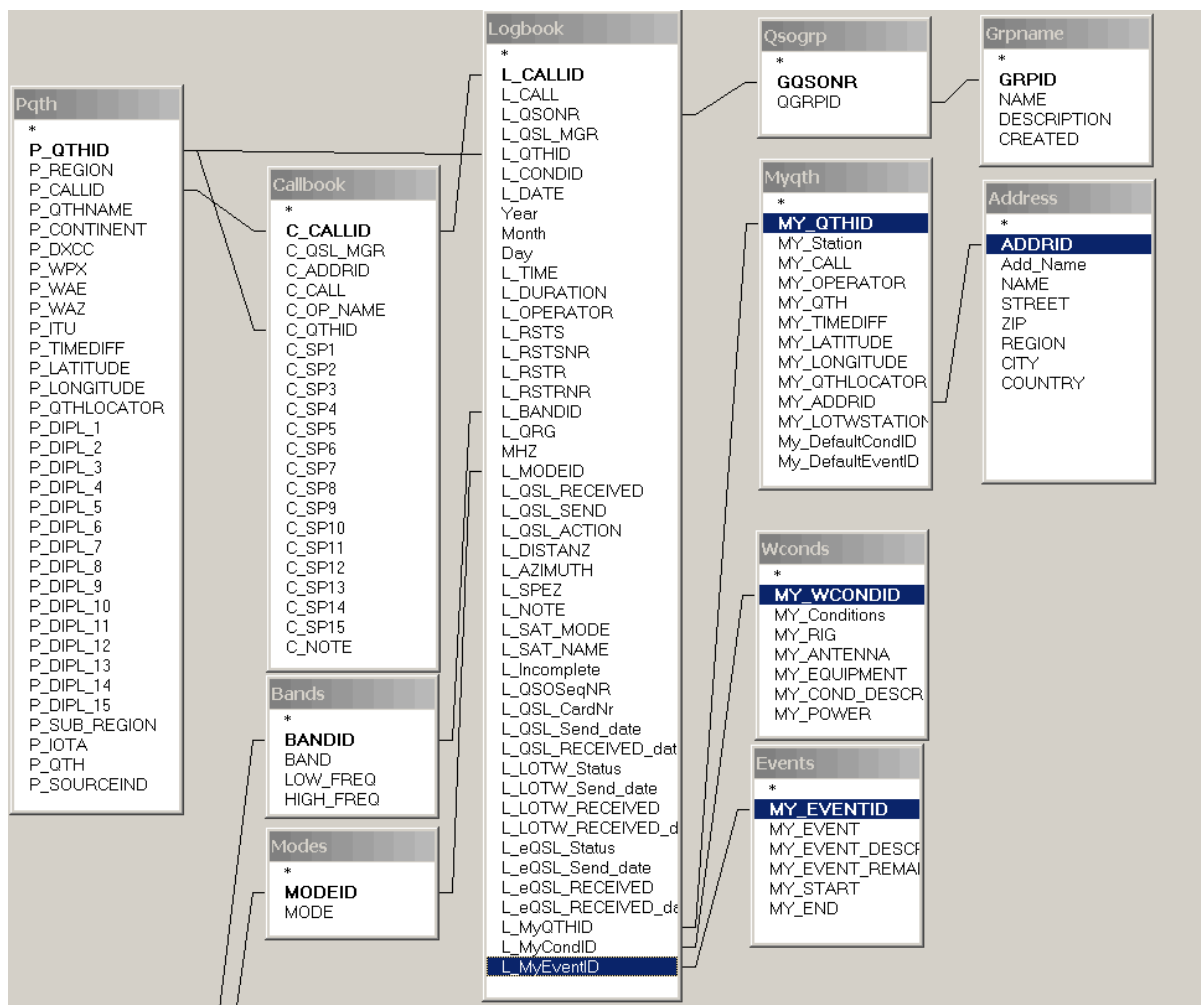 Pqth
*
P_QTHID
P_REGION
P_CALLID
P_QTHNAME
P_CONTINENT
P_DXCC
P_WPX
P_WAE
P_WAZ
P_ITU
P_TIMEDIFF
P_LATITUDE
P_LONGITUDE
P_QTHLOCATOR
P_DIPL_1
P_DIPL_2
P_DIPL_3
P_DIPL_4
P_DIPL_5
P_DIPL_6
P_DIPL_7
P_DIPL_8
P_DIPL_9
P_DIPL_10
P_DIPL_11
P_DIPL_12
P_DIPL_13
P_DIPL_14
P_DIPL_15
P_SUB_REGION
P_IOTA
P_QTH
P_SOURCEIND
Callbook
*
C_CALLID
C_QSL_MGR
C_ADDRID
C_CALL
C_OP_NAME
C_QTHID
C_SP1
C_SP2
C_SP3
C_SP4
C_SP5
C_SP6
C_SP7
C_SP8
C_SP9
C_SP10
C_SP11
C_SP12
C_SP13
C_SP14
C_SP15
C_NOTE
Bands
*
BANDID
BAND
LOW_FREQ
HIGH_FREQ
Modes
*
MODEID
MODE
Logbook
*
L_CALLID
L_CALL
L_QSONR
L_QSL_MGR
L_QTHID
L_CONDID
L_DATE
Year
Month
Day
L_TIME
L_DURATION
L_OPERATOR
L_RSTS
L_RSTSNR
L_RSTR
L_RSTRNR
L_BANDID
L_QRG
MHZ
L_MODEID
L_QSL_RECEIVED
L_QSL_SEND
L_QSL_ACTION
L_DISTANZ
L_AZIMUTH
L_SPEZ
L_NOTE
L_SAT_MODE
L_SAT_NAME
L_Incomplete
L_QSOSeqNR
L_QSL_CardNr
L_QSL_Send_date
L_QSL_RECEIVED_dat
L_LOTW_Status
L_LOTW_Send_date
L_LOTW_RECEIVED
L_LOTW_RECEIVED_d
L_eQSL_Status
L_eQSL_Send_date
L_eQSL_RECEIVED
L_eQSL_RECEIVED_da
L_MyQTHID
L_MyCondID
L_MyEventID
Qsogrp
*
GQSONR
QGRPID
Grpname
*
GRPID
NAME
DESCRIPTION
CREATED
Myqth
*
MY_QTHID
MY_Station
MY_CALL
MY_OPERATOR
MY_QTH
MY_TIMEDIFF
MY_LATITUDE
MY_LONGITUDE
MY_QTHLOCATOR
MY_ADDRID
MY_LOTWSTATION
My_DefaultCondID
My_DefaultEventID
Address
*
ADDRID
Add_Name
NAME
STREET
ZIP
REGION
CITY
COUNTRY
Wconds
*
MY_WCONDID
MY_Conditions
MY_RIG
MY_ANTENNA
MY_EQUIPMENT
MY_COND_DESCR
MY_POWER
Events
*
MY_EVENTID
MY_EVENT
MY_EVENT_DESCF
MY_EVENT_REMAI
MY_START
MY_END